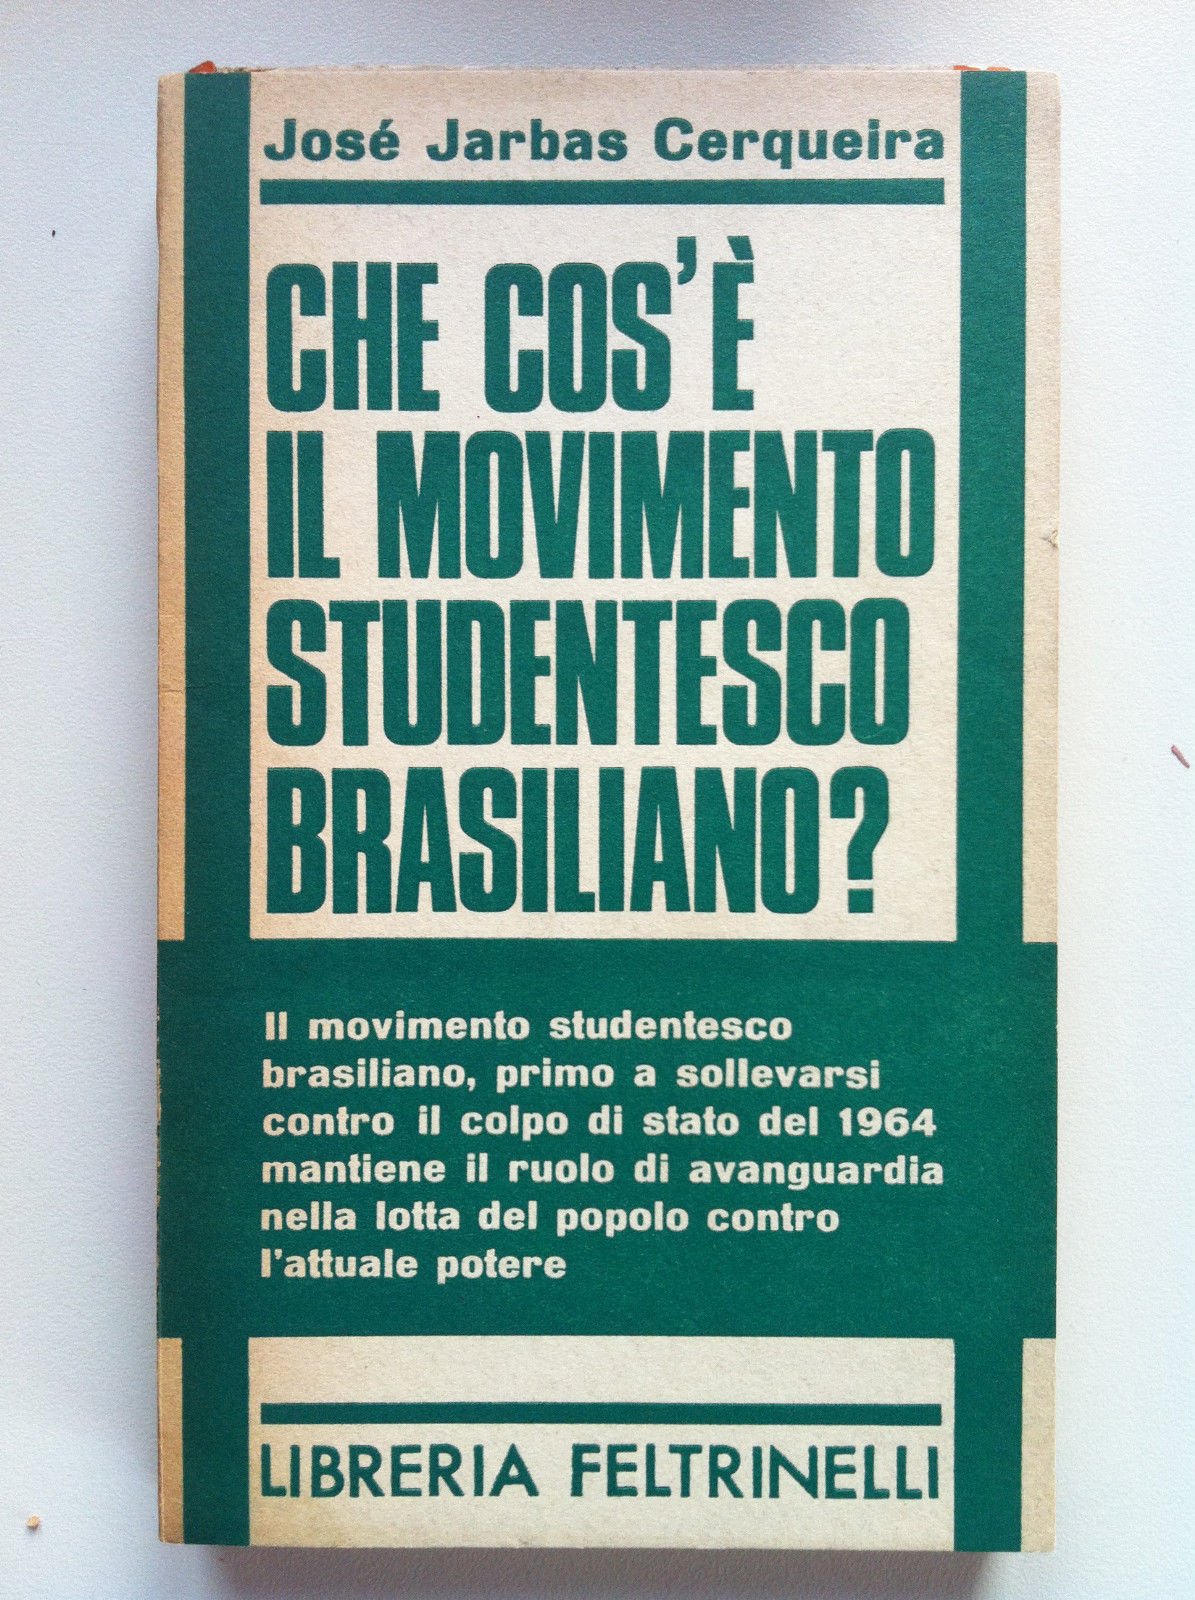 José Jarbas Cerqueira
CHE COS'È
IL MOVIMENTO
STUDENTESCO
BRASILIANO?
Il movimento studentesco
brasiliano, primo a sollevarsi
contro il colpo di stato del 1964
mantiene il ruolo di avanguardia
nella lotta del popolo contro
l'attuale potere
LIBRERIA FELTRINELLI